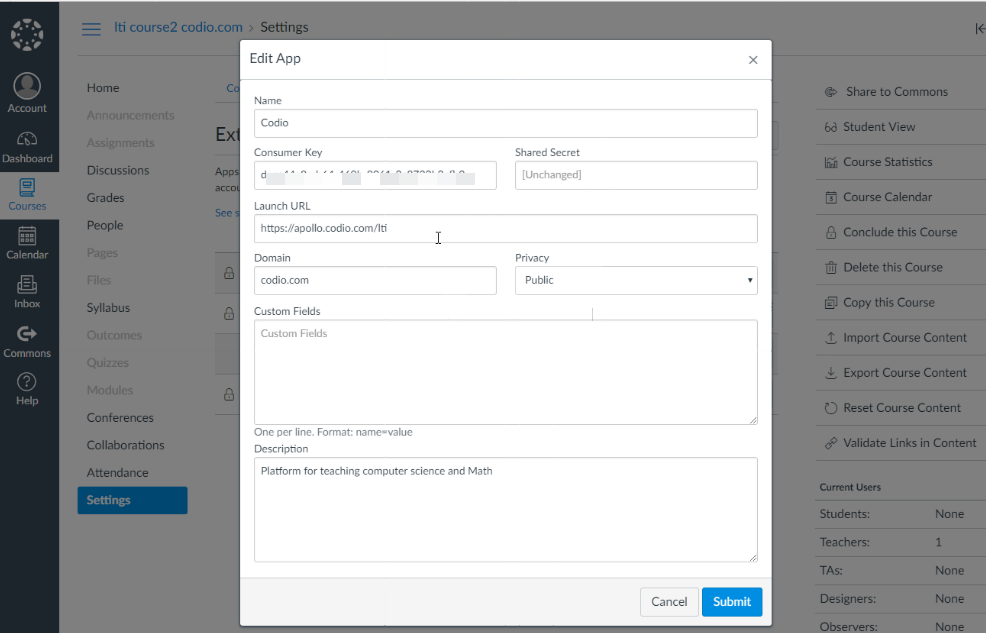 lti course2 codio.com > Settings
Account
Dashboard
Courses
Calendar
Inbox
Commons
Help
Home
Announcements
Assignments
Discussions
Grades
People
Pages
Files
Syllabus
Outcomes
Quizzes
Modules
Conferences
Collaborations
Attendance
Settings
Co
Ext
Apps
accou
See s
Edit App
×
Name
Codio
Consumer Key
Shared Secret
[Unchanged]
Launch URL
https://apollo.codio.com/lti
Domain
codio.com
Privacy
Public
Custom Fields
Custom Fields
One per line. Format: name=value
Description
Platform for teaching computer science and Math
Cancel
Submit
Share to Commons
Student View
Course Statistics
Course Calendar
Conclude this Course
Delete this Course
Copy this Course
Import Course Content
Export Course Content
Reset Course Content
Validate Links in Content
Current Users
Students: None
Teachers: 1
TAs: None
Designers: None
Observers: None